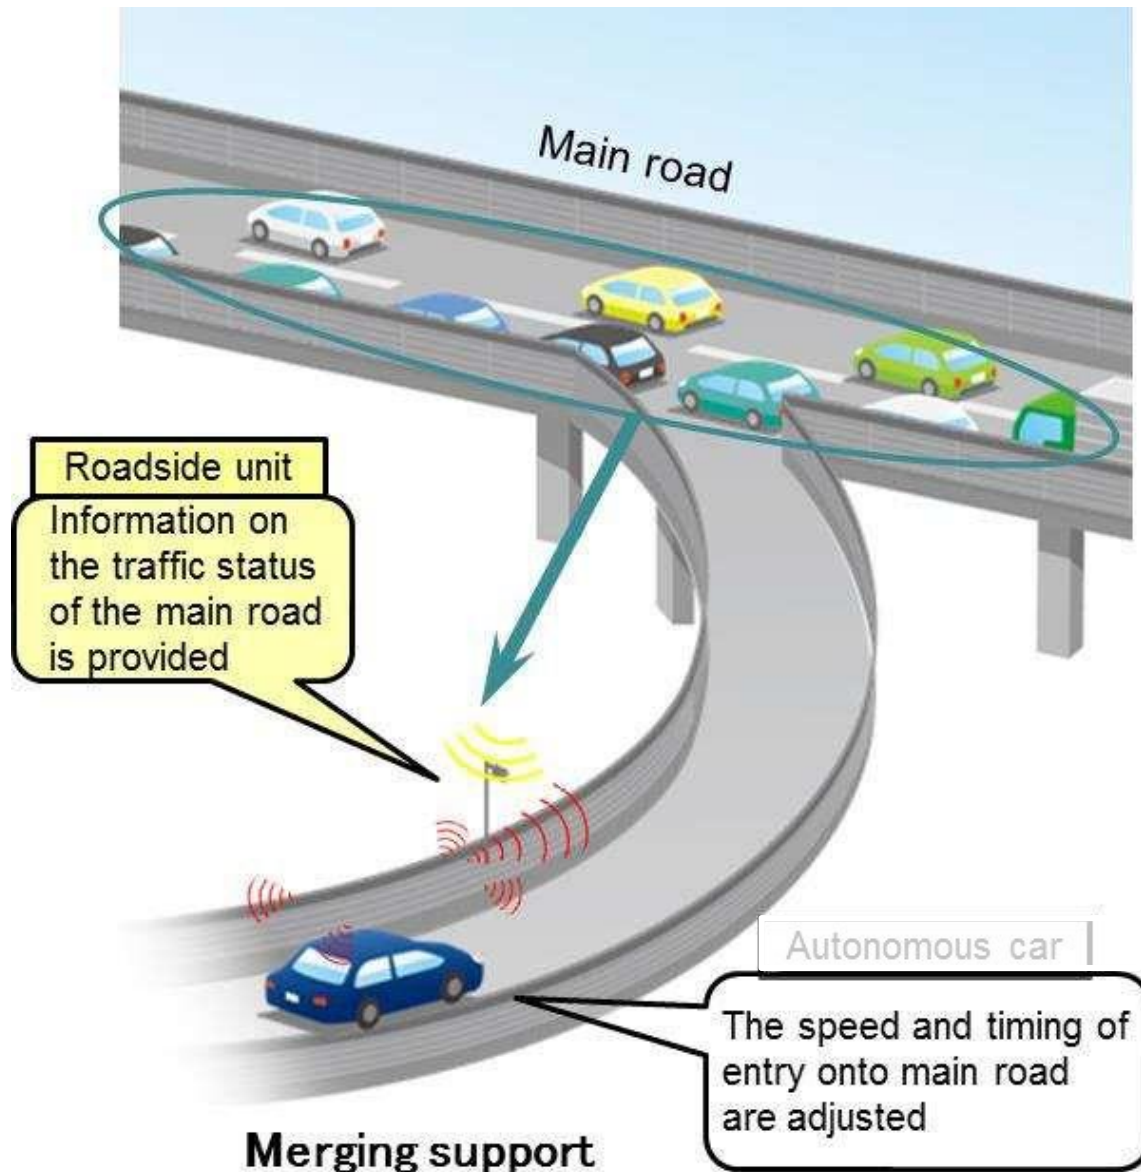 Main road
Roadside unit
Information on
the traffic status
of the main road
is provided
Autonomous car
The speed and timing of
entry onto main road
are adjusted
Merging support